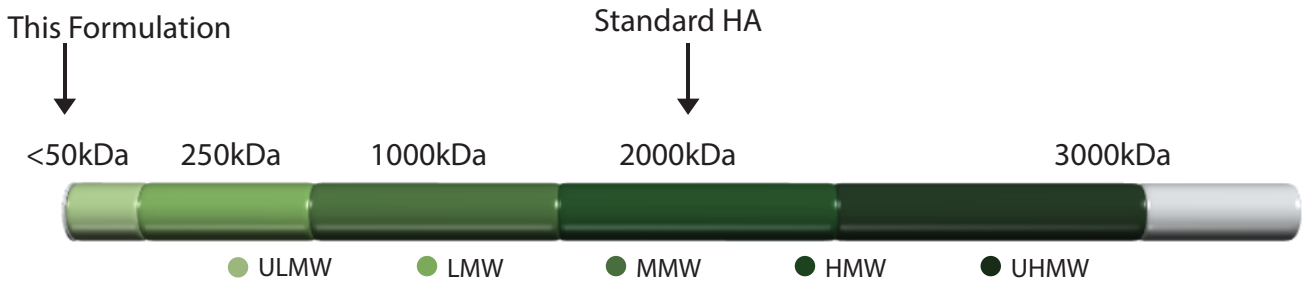 This Formulation
Standard HA
<50kDa 250kDa 1000kDa 2000kDa 3000kDa
ULMW LMW MMW HMW UHMW